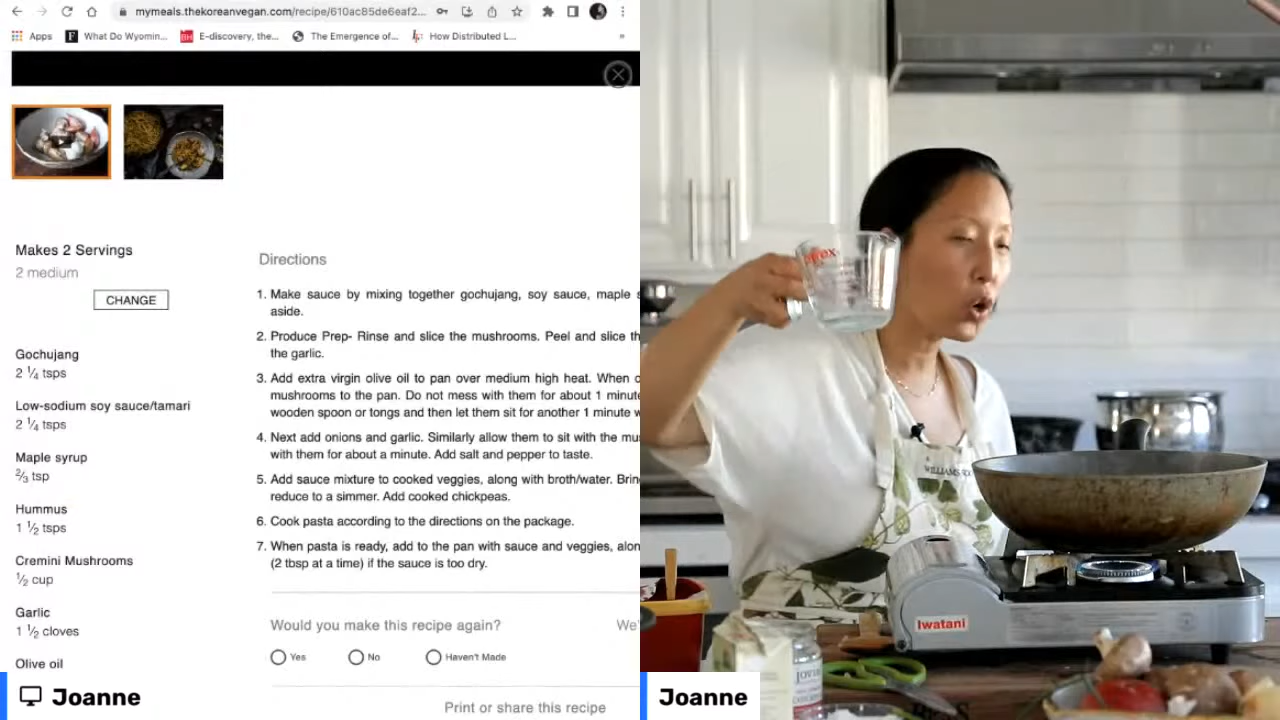 mymeals.thekoreanvegan.com/recipe/610ac85de6eaf2...
Apps
What Do Wyomin...
E-discovery, the...
The Emergence of...
How Distributed L...
»
Makes 2 Servings
2 medium
CHANGE
Gochujang
2 1/4 tsps
Low-sodium soy sauce/tamari
2 1/4 tsps
Maple syrup
2/3 tsp
Hummus
1 1/2 tsps
Cremini Mushrooms
1/2 cup
Garlic
1 1/2 cloves
Olive oil
Directions
1. Make sauce by mixing together gochujang, soy sauce, maple s
aside.
2. Produce Prep- Rinse and slice the mushrooms. Peel and slice th
the garlic.
3. Add extra virgin olive oil to pan over medium high heat. When o
mushrooms to the pan. Do not mess with them for about 1 minute
wooden spoon or tongs and then let them sit for another 1 minute w
4. Next add onions and garlic. Similarly allow them to sit with the mu
with them for about a minute. Add salt and pepper to taste.
5. Add sauce mixture to cooked veggies, along with broth/water. Brin
reduce to a simmer. Add cooked chickpeas.
6. Cook pasta according to the directions on the package.
7. When pasta is ready, add to the pan with sauce and veggies, alon
(2 tbsp at a time) if the sauce is too dry.
Would you make this recipe again?
We'
Yes
No
Haven't Made
Print or share this recipe
Joanne
WILLIAMS
Iwatani
JOVI
Joanne